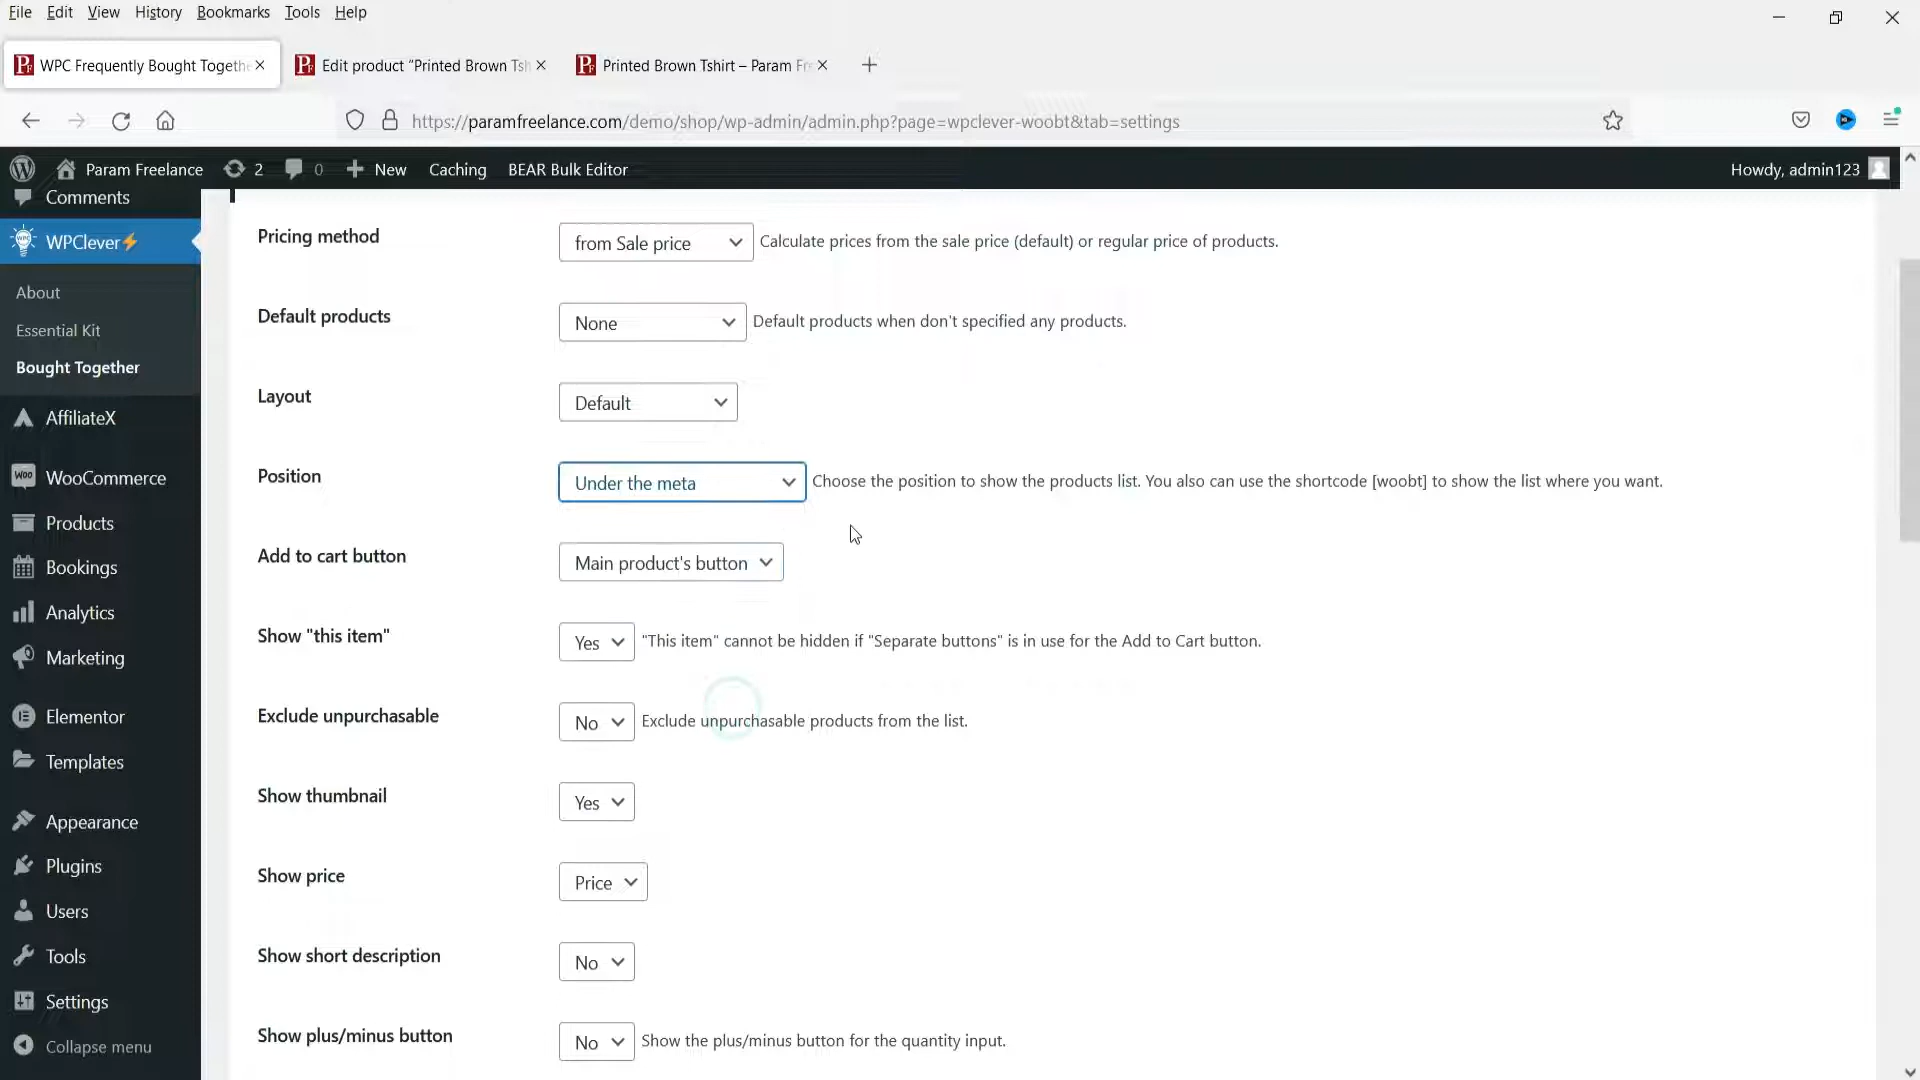 File Edit View History Bookmarks Tools Help
WPC Frequently Bought Togethe
Edit product “Printed Brown Tsh
Printed Brown Tshirt – Param Fre
https://paramfreelance.com/demo/shop/wp-admin/admin.php?page=wpclever-woobt&tab=settings
Param Freelance 2 0 New Caching BEAR Bulk Editor Howdy, admin123
Comments
WPClever⚡
About
Essential Kit
Bought Together
AffiliateX
WooCommerce
Products
Bookings
Analytics
Marketing
Elementor
Templates
Appearance
Plugins
Users
Tools
Settings
Collapse menu
Pricing method from Sale price Calculate prices from the sale price (default) or regular price of products.
Default products None Default products when don't specified any products.
Layout Default
Position Under the meta Choose the position to show the products list. You also can use the shortcode [woobt] to show the list where you want.
Add to cart button Main product's button
Show "this item" Yes "This item" cannot be hidden if "Separate buttons" is in use for the Add to Cart button.
Exclude unpurchasable No Exclude unpurchasable products from the list.
Show thumbnail Yes
Show price Price
Show short description No
Show plus/minus button No Show the plus/minus button for the quantity input.